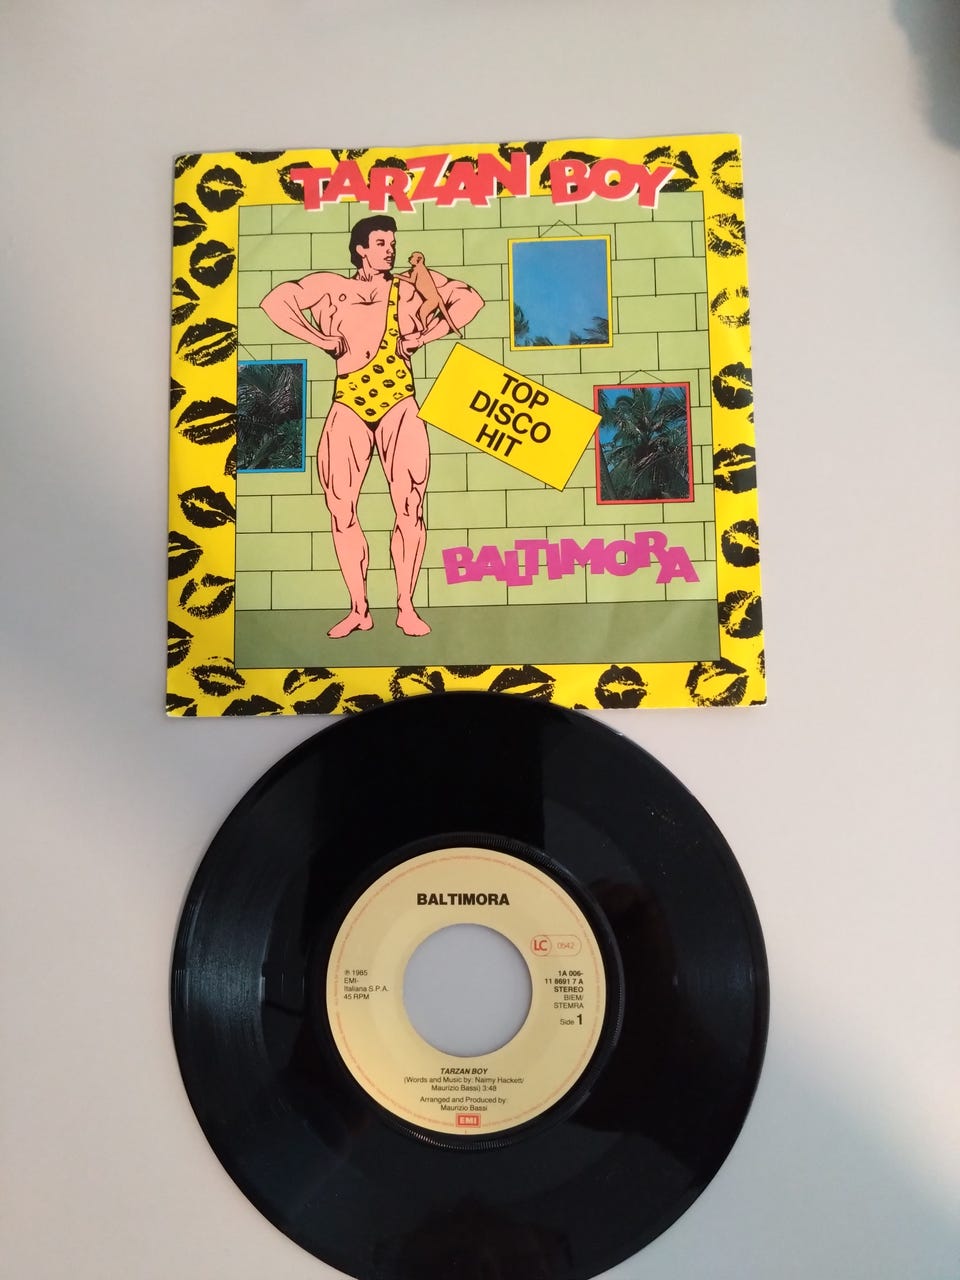 TARZAN BOY
TOP
DISCO
HIT
BALTIMORA
BALTIMORA
LC 0542
℗ 1985
EMI-
Italiana S.P.A.
45 RPM
1A 006-
11 8691 7 A
STEREO
BIEM/
STEMRA
Side 1
TARZAN BOY
(Words and Music by: Naimy Hackett/
Maurizio Bassi) 3:48
Arranged and Produced by:
Maurizio Bassi
EMI